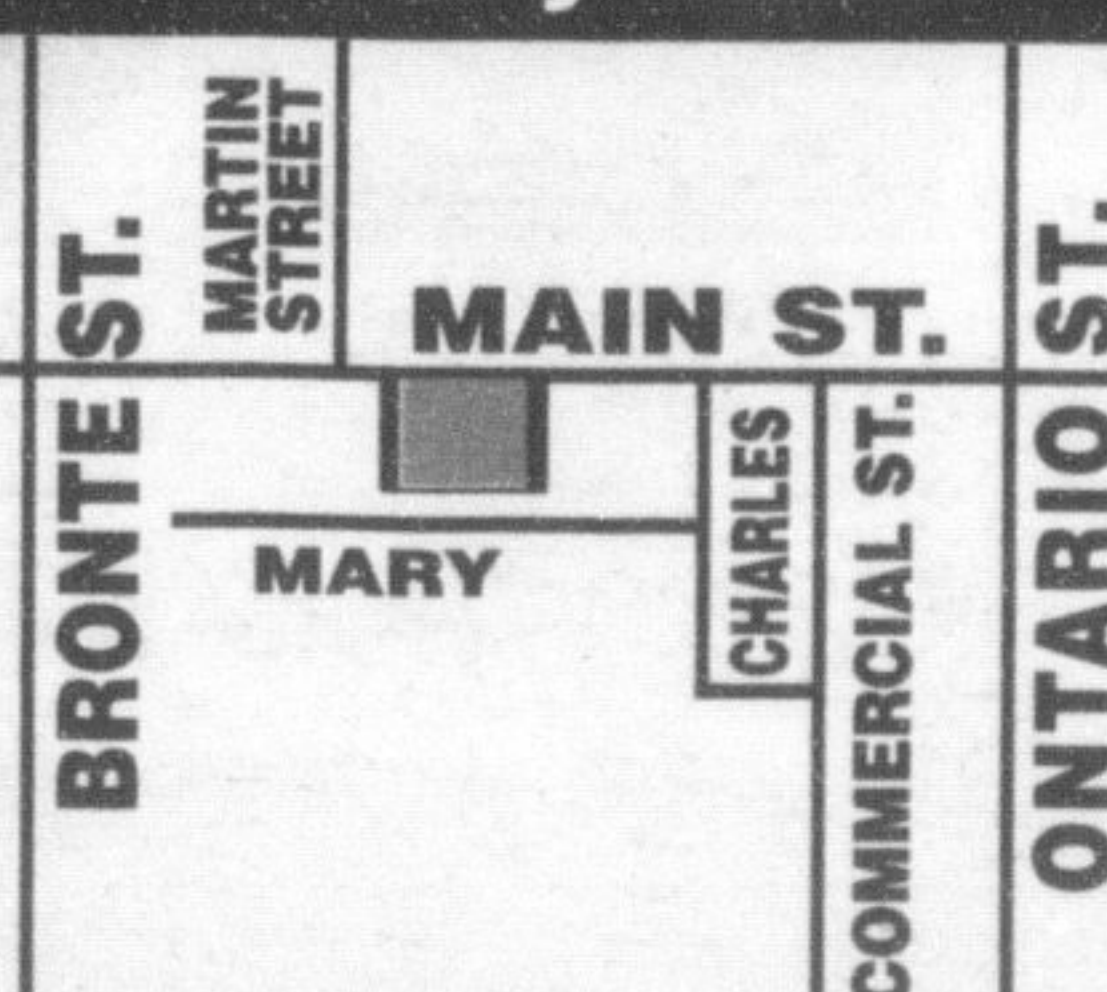 MARTIN
STREET
MAIN ST.
BRONTE ST.
MARY
CHARLES
COMMERCIAL ST.
ONTARIO ST.